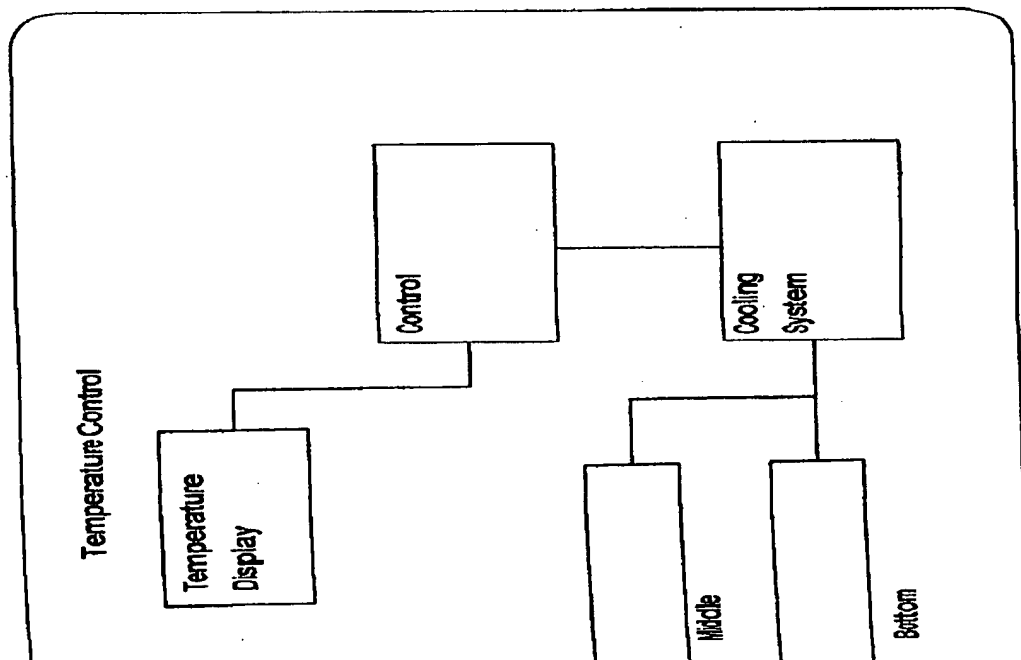 Temperature Control
Temperature
Display
Control
Cooling
System
Middle
Bottom